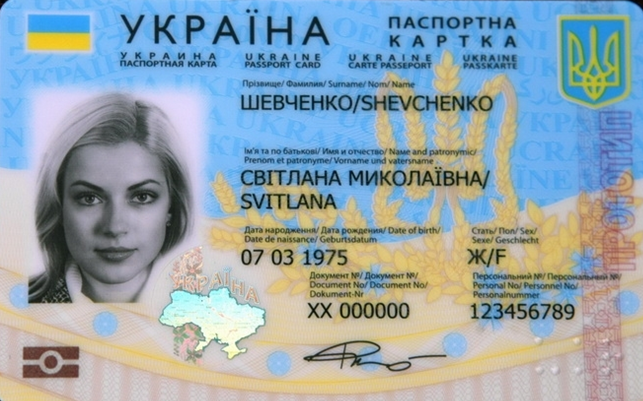 УКРАЇНА
ПАСПОРТНА КАРТКА
УКРАИНА ПАСПОРТНАЯ КАРТА
UKRAINE PASSPORT CARD
UKRAINE CARTE PASSEPORT
UKRAINE PASSKARTE
Прізвище/ Фамилия/ Surname/ Nom/ Name
ШЕВЧЕНКО/SHEVCHENKO
Ім'я та по батькові/ Имя и отчество/ Name and patronymic/
Prenom et patronyme/ Vorname und vatersname
СВІТЛАНА МИКОЛАЇВНА/
SVITLANA
Дата народження/ Дата рождения/ Date of birth/
Date de naissance/ Geburtsdatum
07 03 1975
Стать/ Пол/ Sex/
Sexe/ Geschlecht
Ж/F
Документ №/ Документ №/
Document No/ Document No/
Dokument-Nr
XX 000000
Персональний №/ Персональный №/
Personal No/ Personnel No/
Personalnummer
123456789
УКРАЇНА
ПРОТОТИП